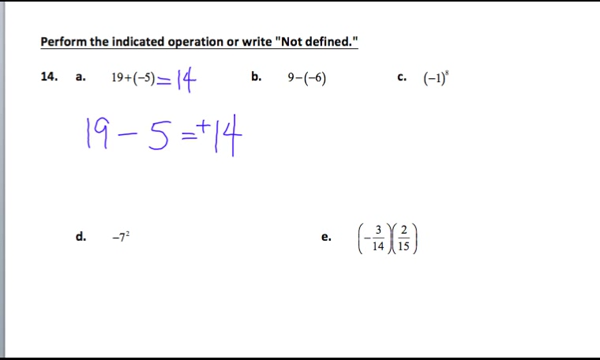 Perform the indicated operation or write "Not defined."
14. a. 19+(−5)=14 b. 9−(−6) c. (−1)⁸
19 − 5 =⁺14
d. −7² e. (−3/14)(2/15)